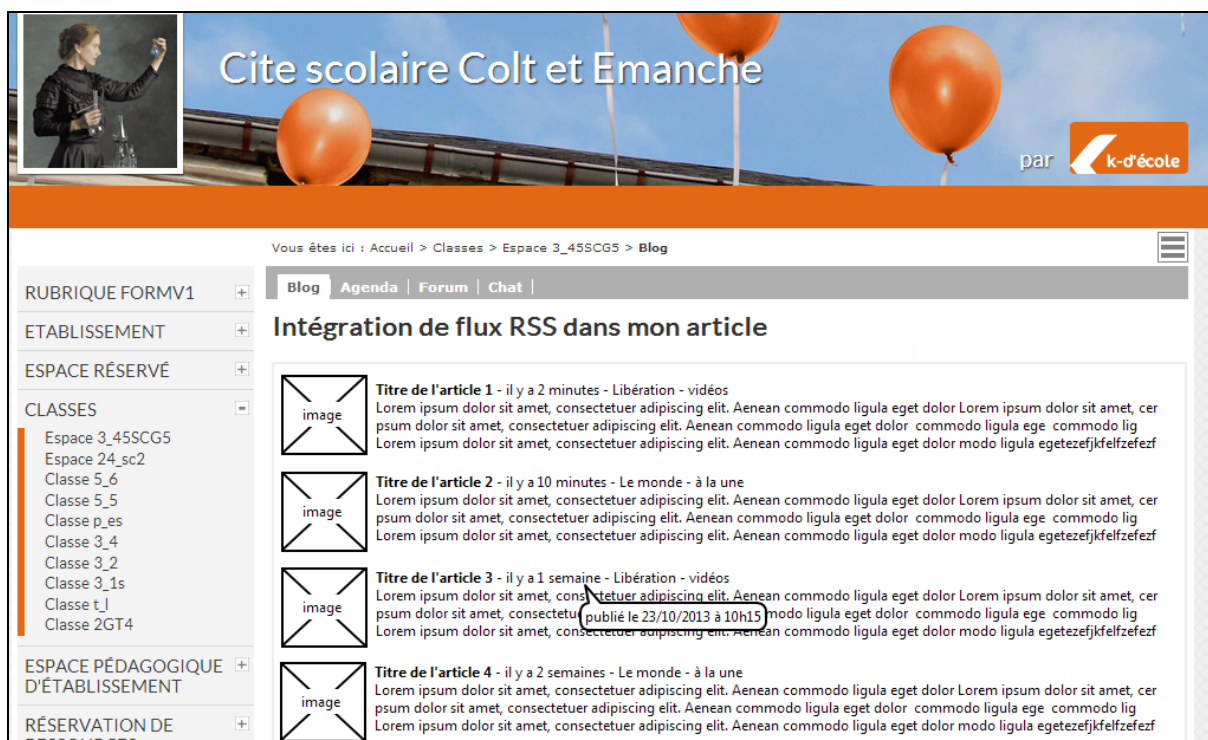 Cite scolaire Colt et Emanche
par k-d'école
Vous êtes ici : Accueil > Classes > Espace 3_45SCG5 > Blog
Blog | Agenda | Forum | Chat |
RUBRIQUE FORMV1
ETABLISSEMENT
ESPACE RÉSERVÉ
CLASSES
Espace 3_45SCG5
Espace 24_sc2
Classe 5_6
Classe 5_5
Classe p_es
Classe 3_4
Classe 3_2
Classe 3_1s
Classe t_l
Classe 2GT4
ESPACE PÉDAGOGIQUE
D'ÉTABLISSEMENT
RÉSERVATION DE
Intégration de flux RSS dans mon article
image
Titre de l'article 1 - il y a 2 minutes - Libération - vidéos
Lorem ipsum dolor sit amet, consectetuer adipiscing elit. Aenean commodo ligula eget dolor Lorem ipsum dolor sit amet, cer
psum dolor sit amet, consectetuer adipiscing elit. Aenean commodo ligula eget dolor commodo ligula ege commodo lig
Lorem ipsum dolor sit amet, consectetuer adipiscing elit. Aenean commodo ligula eget dolor modo ligula egetezefjkfelfzefezf
image
Titre de l'article 2 - il y a 10 minutes - Le monde - à la une
Lorem ipsum dolor sit amet, consectetuer adipiscing elit. Aenean commodo ligula eget dolor Lorem ipsum dolor sit amet, cer
psum dolor sit amet, consectetuer adipiscing elit. Aenean commodo ligula eget dolor commodo ligula ege commodo lig
Lorem ipsum dolor sit amet, consectetuer adipiscing elit. Aenean commodo ligula eget dolor modo ligula egetezefjkfelfzefezf
image
Titre de l'article 3 - il y a 1 semaine - Libération - vidéos
Lorem ipsum dolor sit amet, consectetuer adipiscing elit. Aenean commodo ligula eget dolor Lorem ipsum dolor sit amet, cer
psum dolor sit amet, consectetu publié le 23/10/2013 à 10h15 modo ligula eget dolor commodo ligula ege commodo lig
Lorem ipsum dolor sit amet, consectetuer adipiscing elit. Aenean commodo ligula eget dolor modo ligula egetezefjkfelfzefezf
image
Titre de l'article 4 - il y a 2 semaines - Le monde - à la une
Lorem ipsum dolor sit amet, consectetuer adipiscing elit. Aenean commodo ligula eget dolor Lorem ipsum dolor sit amet, cer
psum dolor sit amet, consectetuer adipiscing elit. Aenean commodo ligula eget dolor commodo ligula ege commodo lig
Lorem ipsum dolor sit amet, consectetuer adipiscing elit. Aenean commodo ligula eget dolor modo ligula egetezefjkfelfzefezf